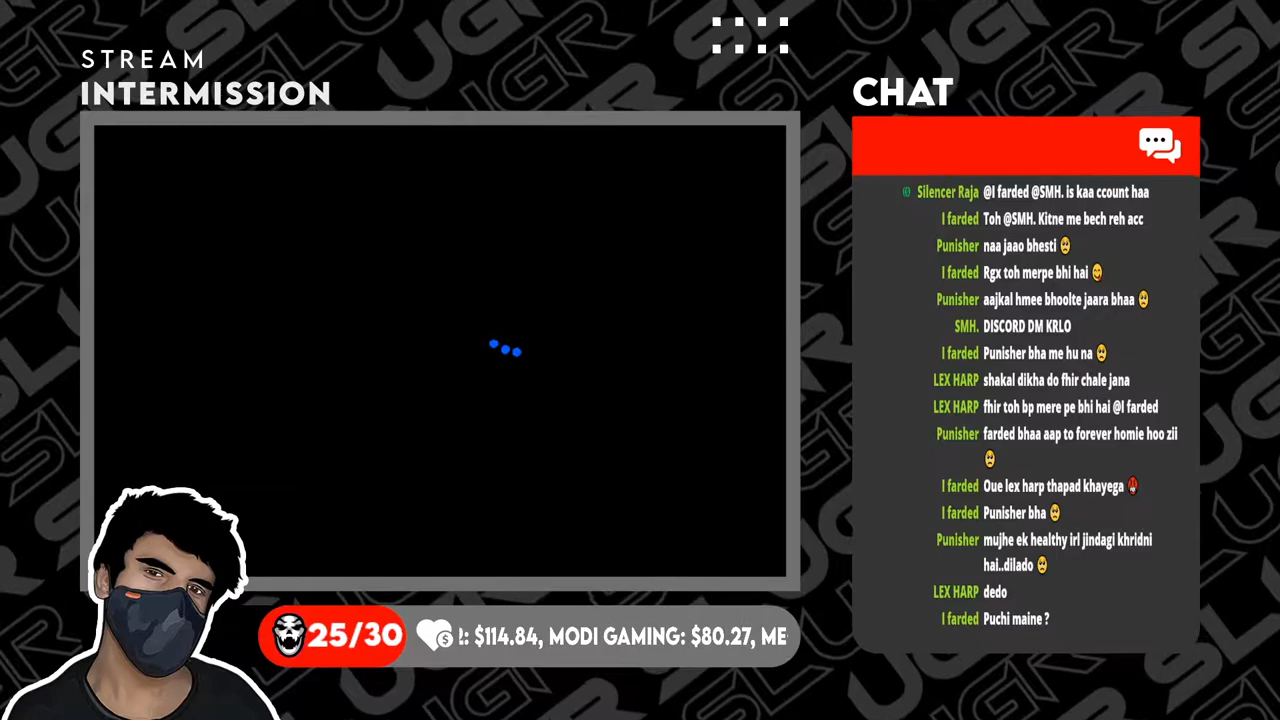 STREAM
INTERMISSION
CHAT
Silencer Raja @I farded @SMH. is kaa ccount haa
I farded Toh @SMH. Kitne me bech reh acc
Punisher naa jaao bhesti 🥺
I farded Rgx toh merpe bhi hai 😋
Punisher aajkal hmee bhoolte jaara bhaa 🥺
SMH. DISCORD DM KRLO
I farded Punisher bha me hu na 🥺
LEX HARP shakal dikha do fhir chale jana
LEX HARP fhir toh bp mere pe bhi hai @I farded
Punisher farded bhaa aap to forever homie hoo zii
🥺
I farded Oue lex harp thapad khayega
I farded Punisher bha 🥺
Punisher mujhe ek healthy irl jindagi khridni
hai..dilado 🥺
LEX HARP dedo
I farded Puchi maine ?
25/30
: $114.84, MODI GAMING: $80.27, ME
SLUGR